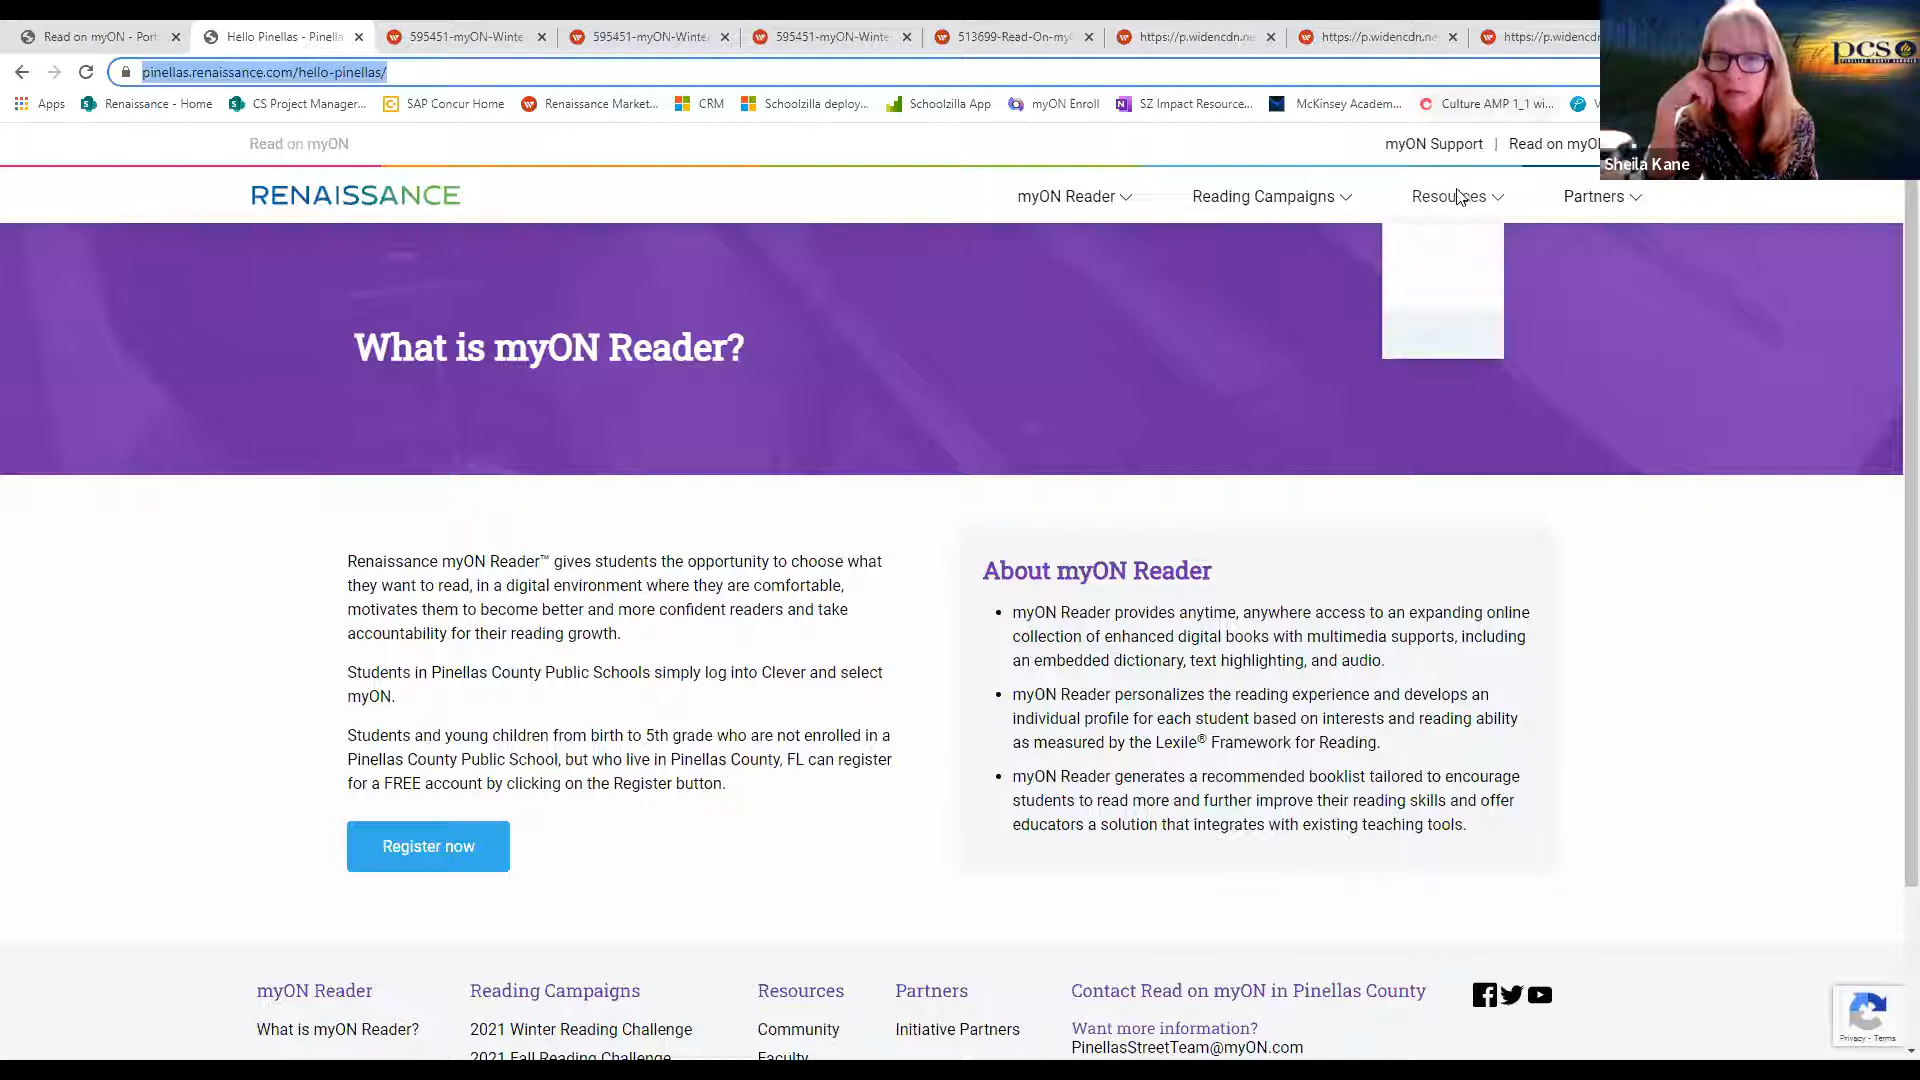 Read on myON - Port
Hello Pinellas - Pinella
595451-myON-Winte
595451-myON-Winte
595451-myON-Winte
513699-Read-On-my
https://p.widencdn.ne
https://p.widencdn.ne
https://p.widencdn
pinellas.renaissance.com/hello-pinellas/
Apps
Renaissance - Home
CS Project Manager...
SAP Concur Home
Renaissance Market...
CRM
Schoolzilla deploy...
Schoolzilla App
myON Enroll
SZ Impact Resource...
McKinsey Academ...
Culture AMP 1_1 wi...
pcs
PINELLAS COUNTY SCHOOLS
Sheila Kane
Read on myON
myON Support | Read on myO
RENAISSANCE
myON Reader
Reading Campaigns
Resources
Partners
What is myON Reader?
Renaissance myON Reader™ gives students the opportunity to choose what
they want to read, in a digital environment where they are comfortable,
motivates them to become better and more confident readers and take
accountability for their reading growth.
Students in Pinellas County Public Schools simply log into Clever and select
myON.
Students and young children from birth to 5th grade who are not enrolled in a
Pinellas County Public School, but who live in Pinellas County, FL can register
for a FREE account by clicking on the Register button.
Register now
About myON Reader
• myON Reader provides anytime, anywhere access to an expanding online
collection of enhanced digital books with multimedia supports, including
an embedded dictionary, text highlighting, and audio.
• myON Reader personalizes the reading experience and develops an
individual profile for each student based on interests and reading ability
as measured by the Lexile® Framework for Reading.
• myON Reader generates a recommended booklist tailored to encourage
students to read more and further improve their reading skills and offer
educators a solution that integrates with existing teaching tools.
myON Reader
What is myON Reader?
Reading Campaigns
2021 Winter Reading Challenge
2021 Fall Reading Challenge
Resources
Community
Faculty
Partners
Initiative Partners
Contact Read on myON in Pinellas County
Want more information?
PinellasStreetTeam@myON.com
Privacy - Terms